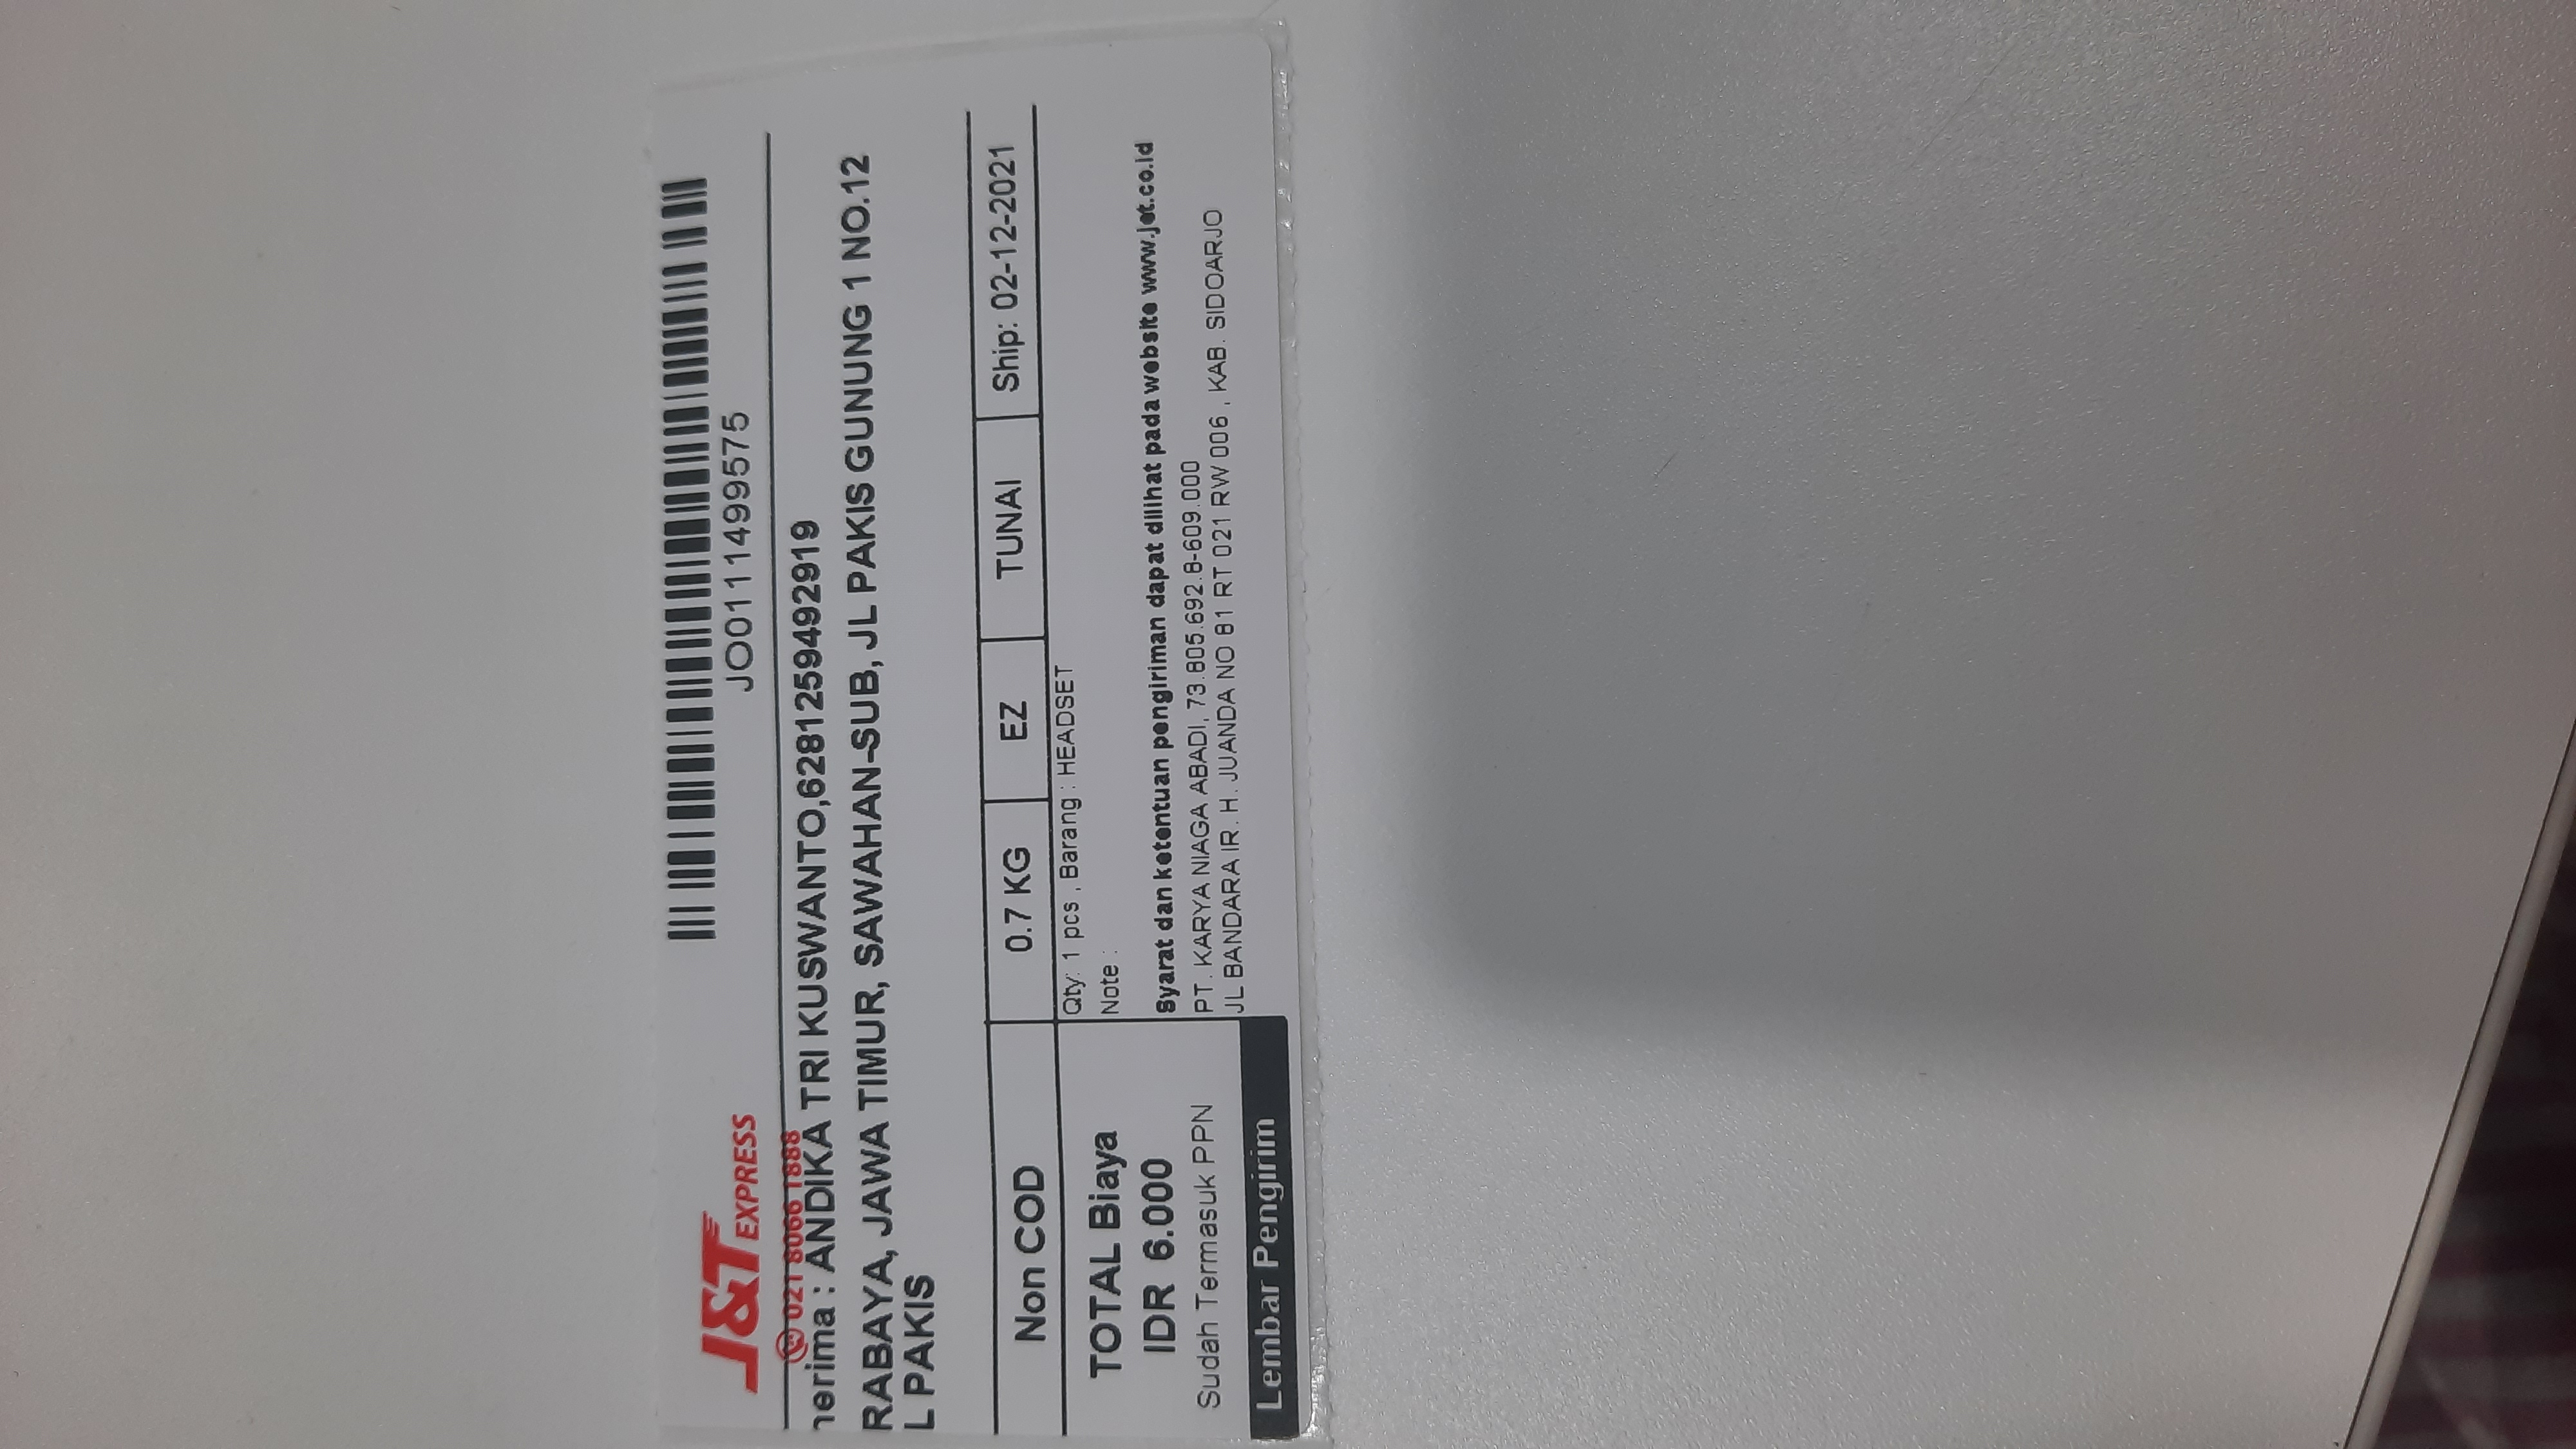 J&T EXPRESS
JO0111499575
021 8066 1888
nerima : ANDIKA TRI KUSWANTO,6281259492919
RABAYA, JAWA TIMUR, SAWAHAN-SUB, JL PAKIS GUNUNG 1 NO.12
L PAKIS
Non COD 0.7 KG EZ TUNAI Ship: 02-12-2021
Qty: 1 pcs , Barang : HEADSET
Note :
TOTAL Biaya
IDR 6.000
Sudah Termasuk PPN
Lembar Pengirim
Syarat dan ketentuan pengiriman dapat dilihat pada website www.jet.co.id
PT. KARYA NIAGA ABADI, 73.805.692.8-609.000
JL BANDARA IR. H. JUANDA NO 81 RT 021 RW 006 , KAB. SIDOARJO